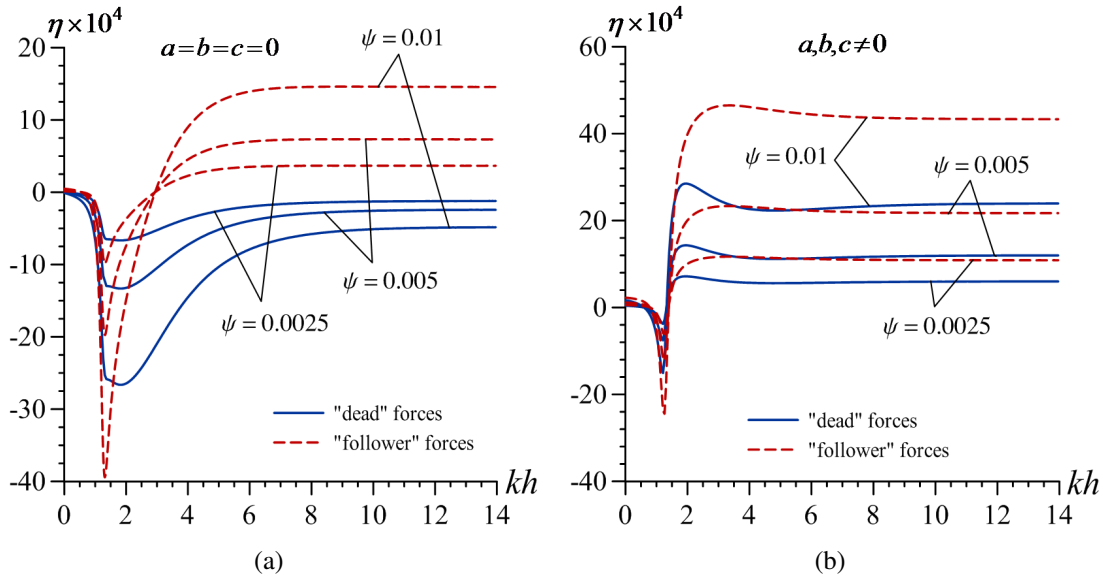 η×10⁴
a=b=c=0
ψ = 0.01
20
10
0
-10
-20
-30
-40
ψ = 0.005
ψ = 0.0025
"dead" forces
"follower" forces
kh
0 2 4 6 8 10 12 14
(a)
η×10⁴
a,b,c≠0
60
40
20
0
-20
-40
ψ = 0.01
ψ = 0.005
ψ = 0.0025
"dead" forces
"follower" forces
kh
0 2 4 6 8 10 12 14
(b)